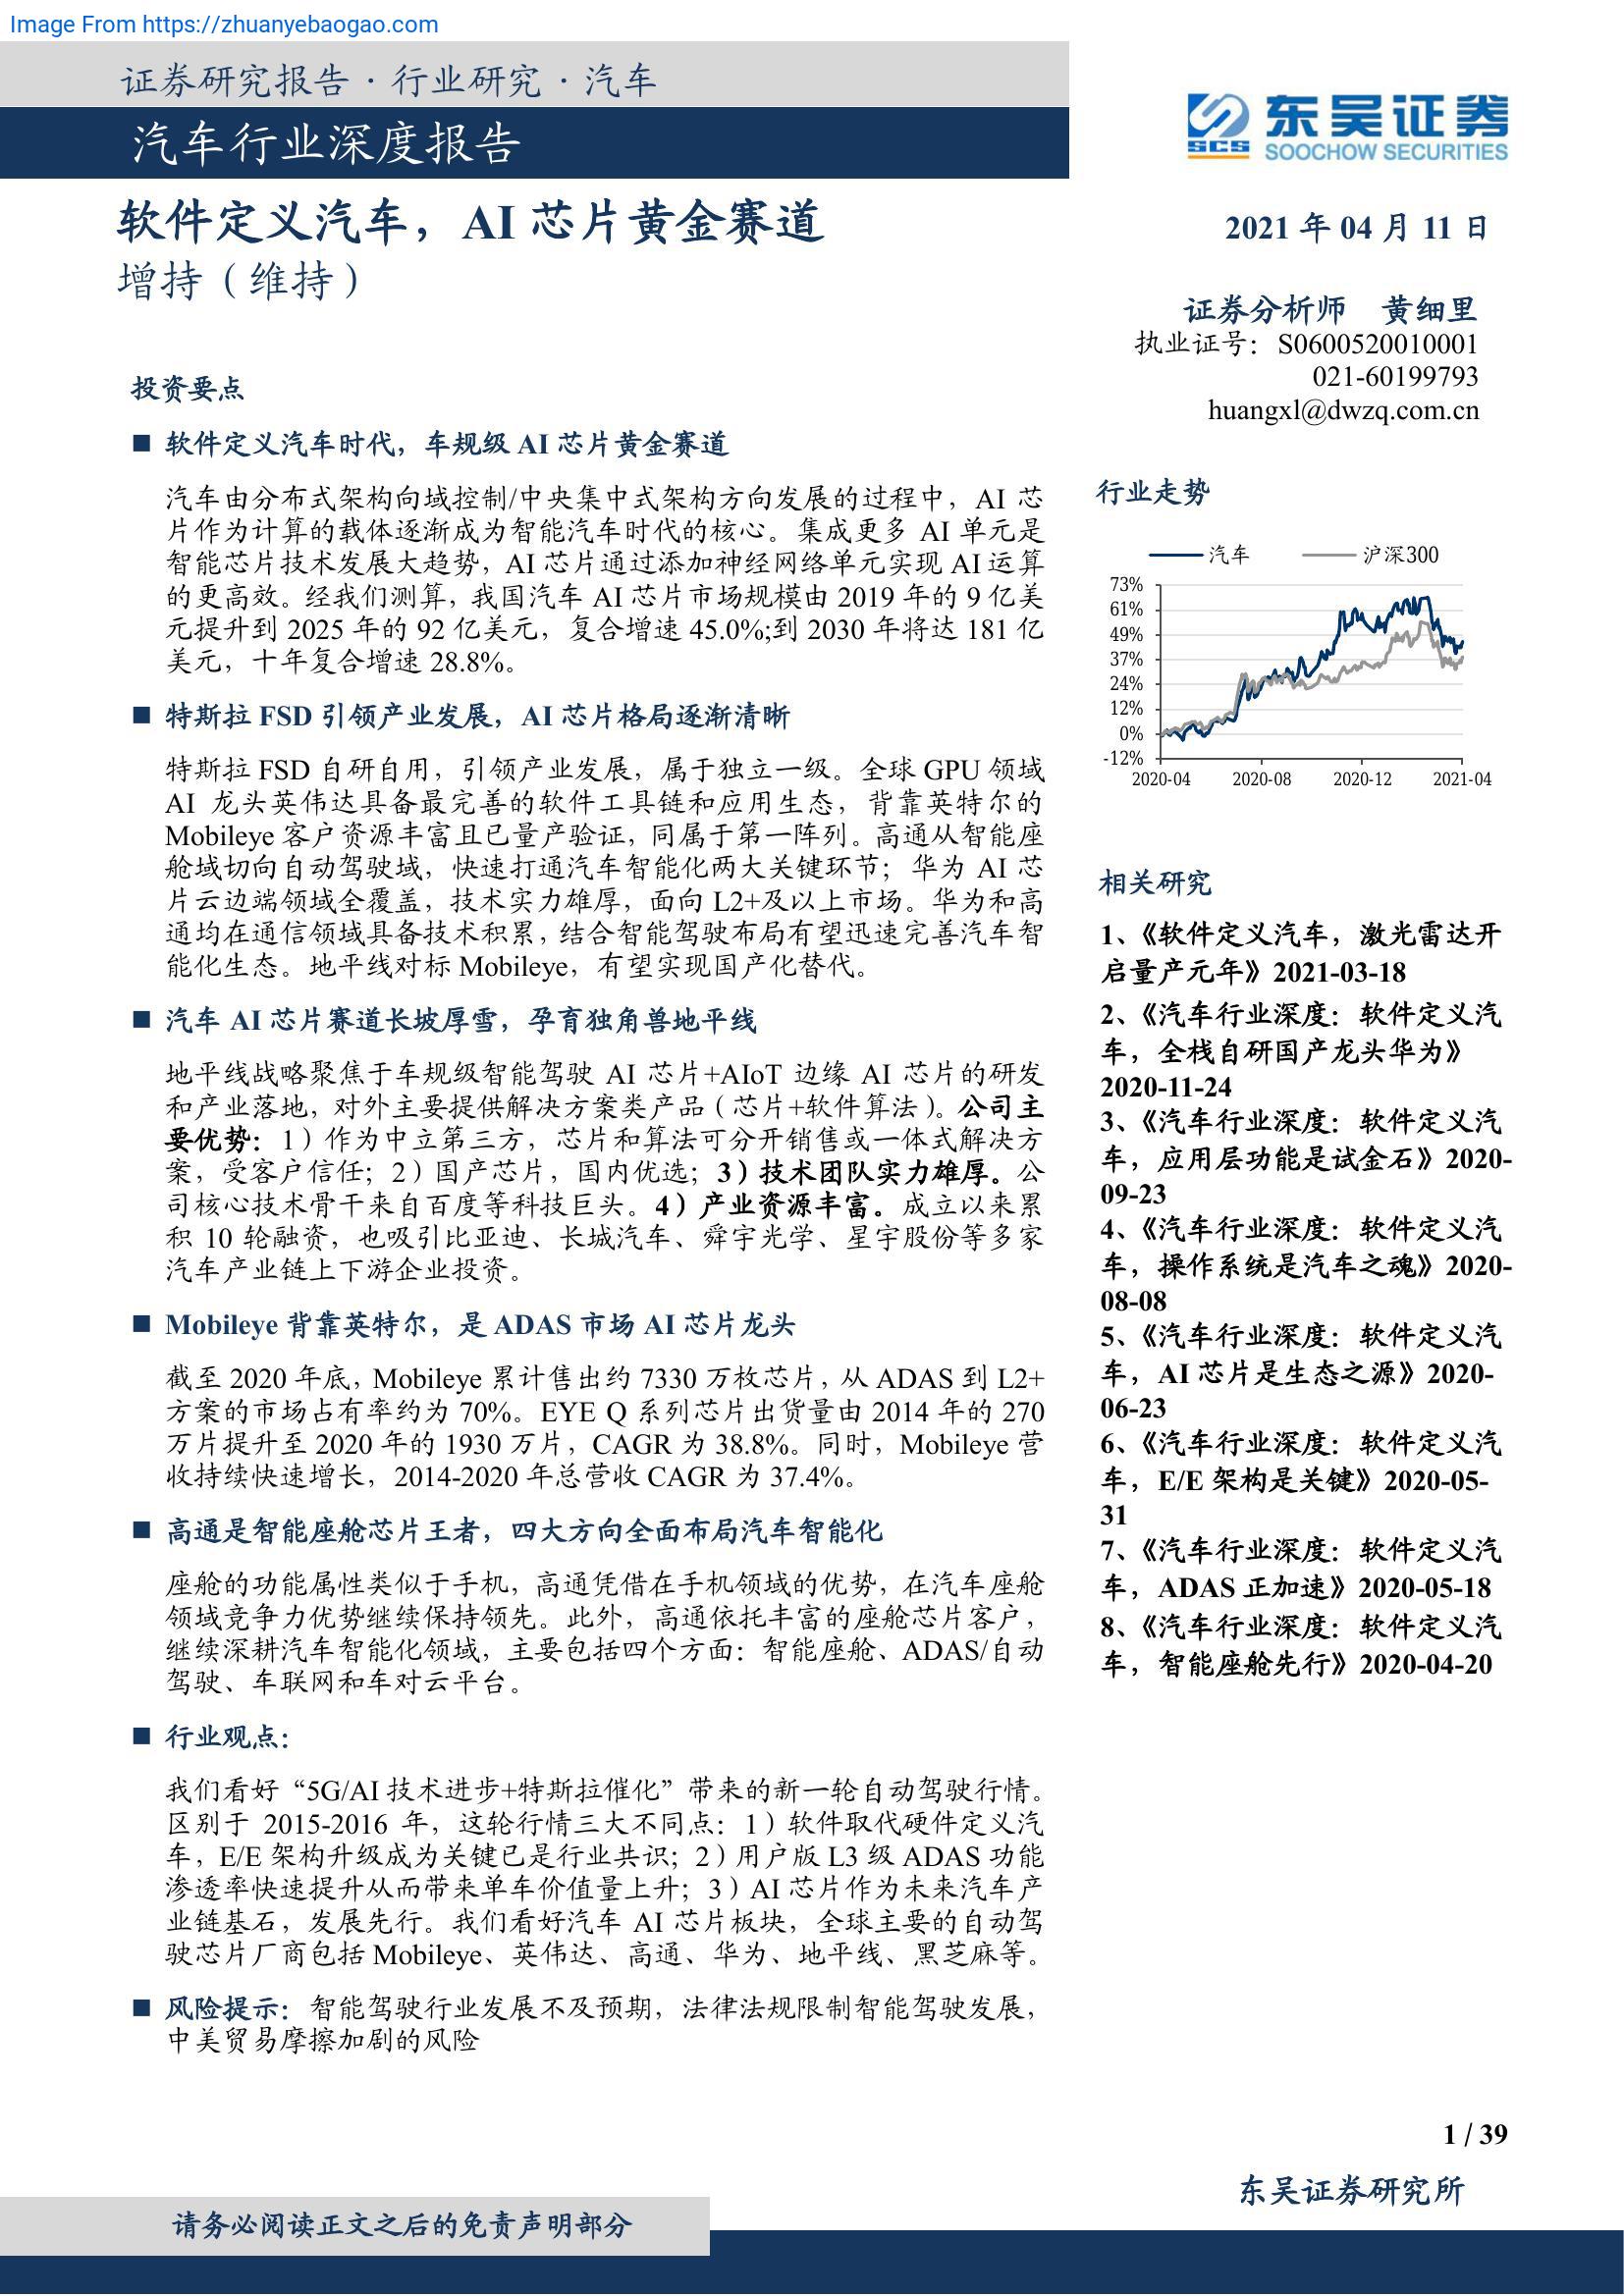 Image From https://zhuanyebaogao.com
证券研究报告·行业研究·汽车
汽车行业深度报告
东吴证券
SCS
SOOCHOW SECURITIES
软件定义汽车，AI 芯片黄金赛道
增持（维持）
投资要点
■ 软件定义汽车时代，车规级 AI 芯片黄金赛道
汽车由分布式架构向域控制/中央集中式架构方向发展的过程中，AI 芯
片作为计算的载体逐渐成为智能汽车时代的核心。集成更多 AI 单元是
智能芯片技术发展大趋势，AI 芯片通过添加神经网络单元实现 AI 运算
的更高效。经我们测算，我国汽车 AI 芯片市场规模由 2019 年的 9 亿美
元提升到 2025 年的 92 亿美元，复合增速 45.0%;到 2030 年将达 181 亿
美元，十年复合增速 28.8%。
■ 特斯拉 FSD 引领产业发展，AI 芯片格局逐渐清晰
特斯拉 FSD 自研自用，引领产业发展，属于独立一级。全球 GPU 领域
AI 龙头英伟达具备最完善的软件工具链和应用生态，背靠英特尔的
Mobileye 客户资源丰富且已量产验证，同属于第一阵列。高通从智能座
舱域切向自动驾驶域，快速打通汽车智能化两大关键环节；华为 AI 芯
片云边端领域全覆盖，技术实力雄厚，面向 L2+及以上市场。华为和高
通均在通信领域具备技术积累，结合智能驾驶布局有望迅速完善汽车智
能化生态。地平线对标 Mobileye，有望实现国产化替代。
■ 汽车 AI 芯片赛道长坡厚雪，孕育独角兽地平线
地平线战略聚焦于车规级智能驾驶 AI 芯片+AIoT 边缘 AI 芯片的研发
和产业落地，对外主要提供解决方案类产品（芯片+软件算法）。公司主
要优势：1）作为中立第三方，芯片和算法可分开销售或一体式解决方
案，受客户信任；2）国产芯片，国内优选；3）技术团队实力雄厚。公
司核心技术骨干来自百度等科技巨头。4）产业资源丰富。成立以来累
积 10 轮融资，也吸引比亚迪、长城汽车、舜宇光学、星宇股份等多家
汽车产业链上下游企业投资。
■ Mobileye 背靠英特尔，是 ADAS 市场 AI 芯片龙头
截至 2020 年底，Mobileye 累计售出约 7330 万枚芯片，从 ADAS 到 L2+
方案的市场占有率约为 70%。EYE Q 系列芯片出货量由 2014 年的 270
万片提升至 2020 年的 1930 万片，CAGR 为 38.8%。同时，Mobileye 营
收持续快速增长，2014-2020 年总营收 CAGR 为 37.4%。
■ 高通是智能座舱芯片王者，四大方向全面布局汽车智能化
座舱的功能属性类似于手机，高通凭借在手机领域的优势，在汽车座舱
领域竞争力优势继续保持领先。此外，高通依托丰富的座舱芯片客户，
继续深耕汽车智能化领域，主要包括四个方面：智能座舱、ADAS/自动
驾驶、车联网和车对云平台。
■ 行业观点：
我们看好“5G/AI 技术进步+特斯拉催化”带来的新一轮自动驾驶行情。
区别于 2015-2016 年，这轮行情三大不同点：1）软件取代硬件定义汽
车，E/E 架构升级成为关键已是行业共识；2）用户版 L3 级 ADAS 功能
渗透率快速提升从而带来单车价值量上升；3）AI 芯片作为未来汽车产
业链基石，发展先行。我们看好汽车 AI 芯片板块，全球主要的自动驾
驶芯片厂商包括 Mobileye、英伟达、高通、华为、地平线、黑芝麻等。
■ 风险提示：智能驾驶行业发展不及预期，法律法规限制智能驾驶发展，
中美贸易摩擦加剧的风险
2021 年 04 月 11 日
证券分析师 黄细里
执业证号：S0600520010001
021-60199793
huangxl@dwzq.com.cn
行业走势
汽车 沪深300
73%
61%
49%
37%
24%
12%
0%
-12%
2020-04 2020-08 2020-12 2021-04
相关研究
1、《软件定义汽车，激光雷达开
启量产元年》2021-03-18
2、《汽车行业深度：软件定义汽
车，全栈自研国产龙头华为》
2020-11-24
3、《汽车行业深度：软件定义汽
车，应用层功能是试金石》2020-
09-23
4、《汽车行业深度：软件定义汽
车，操作系统是汽车之魂》2020-
08-08
5、《汽车行业深度：软件定义汽
车，AI 芯片是生态之源》2020-
06-23
6、《汽车行业深度：软件定义汽
车，E/E 架构是关键》2020-05-
31
7、《汽车行业深度：软件定义汽
车，ADAS 正加速》2020-05-18
8、《汽车行业深度：软件定义汽
车，智能座舱先行》2020-04-20
1 / 39
东吴证券研究所
请务必阅读正文之后的免责声明部分